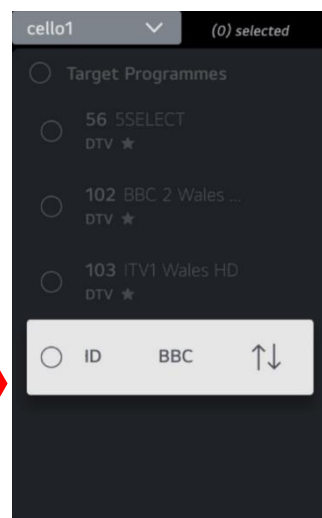 cello1 (0) selected
Target Programmes
56 5SELECT
DTV ★
102 BBC 2 Wales ...
DTV ★
103 ITV1 Wales HD
DTV ★
ID BBC ↑↓